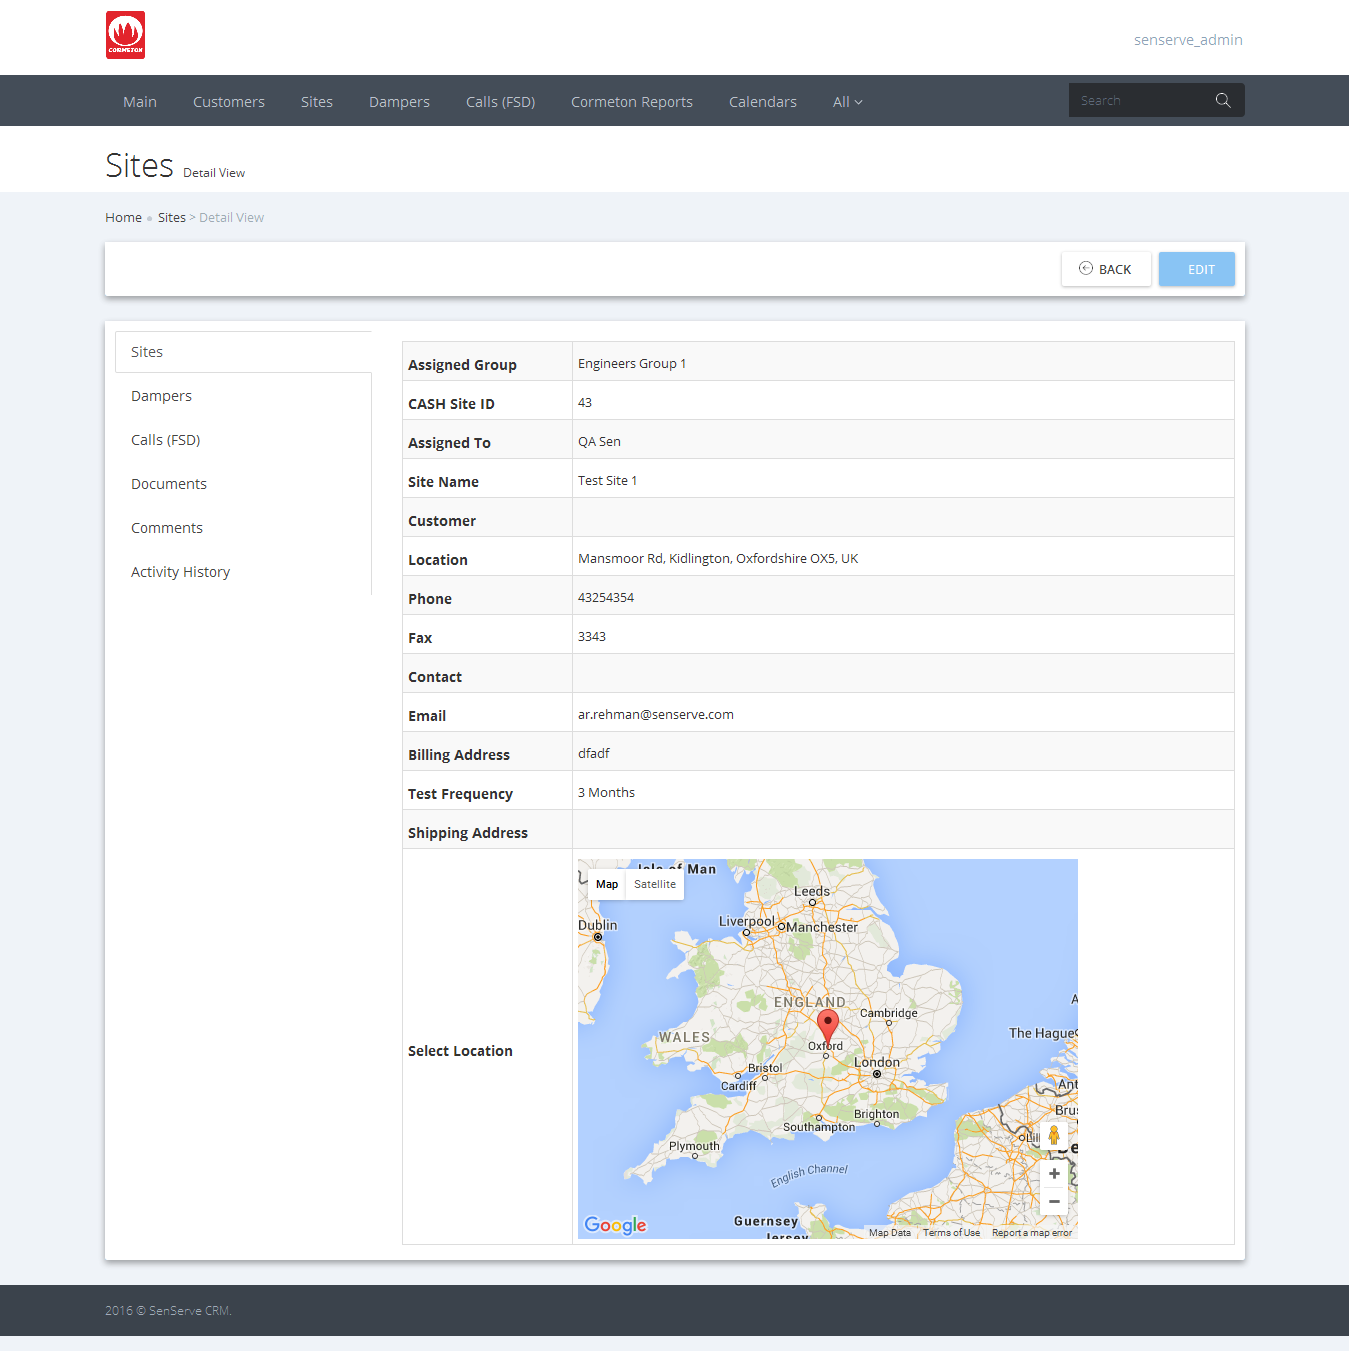 CORMETON
senserve_admin
Main Customers Sites Dampers Calls (FSD) Cormeton Reports Calendars All Search
Sites Detail View
Home Sites > Detail View
BACK EDIT
Sites
Dampers
Calls (FSD)
Documents
Comments
Activity History
Assigned Group Engineers Group 1
CASH Site ID 43
Assigned To QA Sen
Site Name Test Site 1
Customer
Location Mansmoor Rd, Kidlington, Oxfordshire OX5, UK
Phone 43254354
Fax 3343
Contact
Email ar.rehman@senserve.com
Billing Address dfadf
Test Frequency 3 Months
Shipping Address
Select Location
Isle of Man
Map Satellite
Leeds
Liverpool
Manchester
Dublin
ENGLAND
Cambridge
The Hague
WALES
Oxford
London
Bristol
Cardiff
Brighton
Southampton
Plymouth
English Channel
Guernsey
Jersey
Google
Map Data Terms of Use Report a map error
2016 © SenServe CRM.